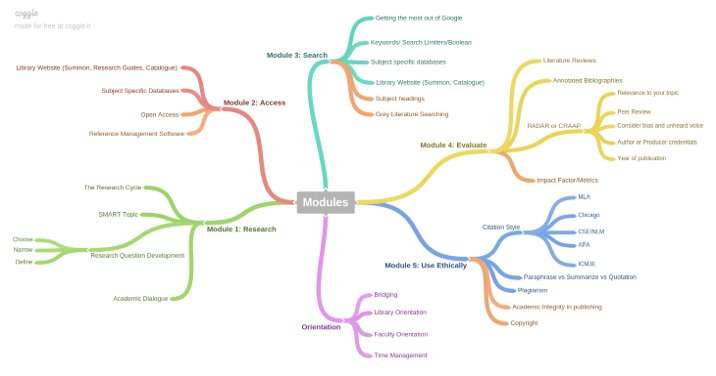 coggle
made for free at coggle.it
Modules
Module 3: Search
Getting the most out of Google
Keywords/ Search Limiters/Boolean
Subject specific databases
Library Website (Summon, Catalogue)
Subject headings
Grey Literature Searching
Module 2: Access
Library Website (Summon, Research Guides, Catalogue)
Subject Specific Databases
Open Access
Reference Management Software
Module 4: Evaluate
Literature Reviews
Annotated Biblographies
RADAR or CRAAP
Relevance to your topic
Peer Review
Consider bias and unheard voice
Author or Producer credentials
Year of publication
Impact Factor/Metrics
Module 1: Research
The Research Cycle
SMART Topic
Research Question Development
Choose
Narrow
Define
Academic Dialogue
Module 5: Use Ethically
Citation Style
MLA
Chicago
CSE/NLM
APA
ICMJE
Paraphrase vs Summarize vs Quotation
Plagiarism
Academic Integrity in publishing
Copyright
Orientation
Bridging
Library Orientation
Faculty Orientation
Time Management